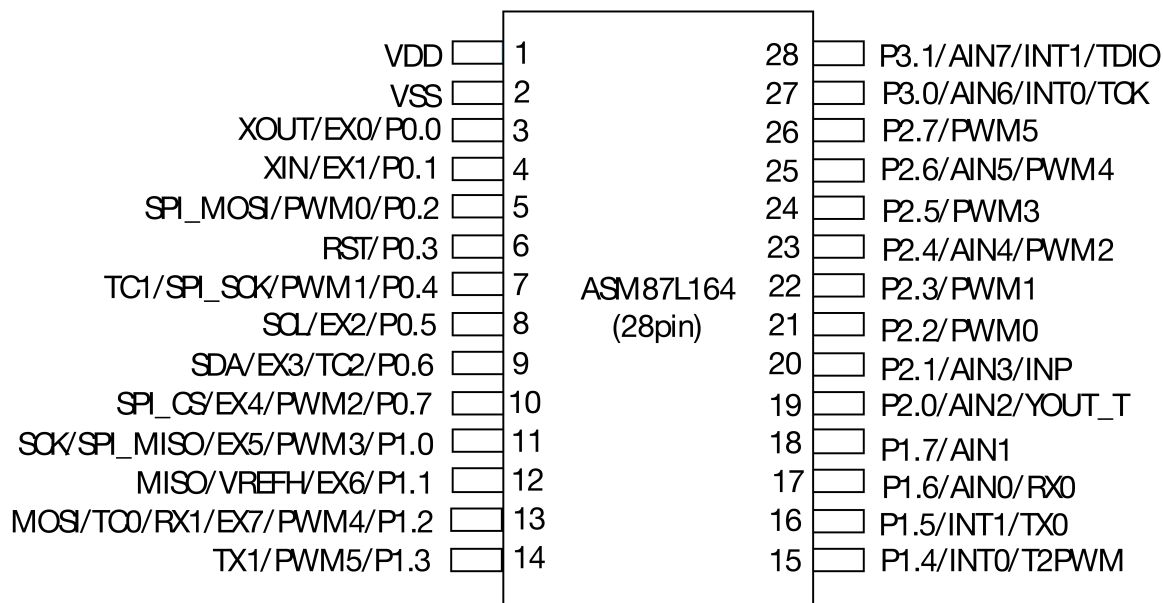 VDD 1 28 P3.1/AIN7/INT1/TDIO
VSS 2 27 P3.0/AIN6/INT0/TCK
XOUT/EX0/P0.0 3 26 P2.7/PWM5
XIN/EX1/P0.1 4 25 P2.6/AIN5/PWM4
SPI_MOSI/PWM0/P0.2 5 24 P2.5/PWM3
RST/P0.3 6 23 P2.4/AIN4/PWM2
TC1/SPI_SCK/PWM1/P0.4 7 ASM87L164 22 P2.3/PWM1
SCL/EX2/P0.5 8 (28pin) 21 P2.2/PWM0
SDA/EX3/TC2/P0.6 9 20 P2.1/AIN3/INP
SPI_CS/EX4/PWM2/P0.7 10 19 P2.0/AIN2/YOUT_T
SCK/SPI_MISO/EX5/PWM3/P1.0 11 18 P1.7/AIN1
MISO/VREFH/EX6/P1.1 12 17 P1.6/AIN0/RX0
MOSI/TC0/RX1/EX7/PWM4/P1.2 13 16 P1.5/INT1/TX0
TX1/PWM5/P1.3 14 15 P1.4/INT0/T2PWM